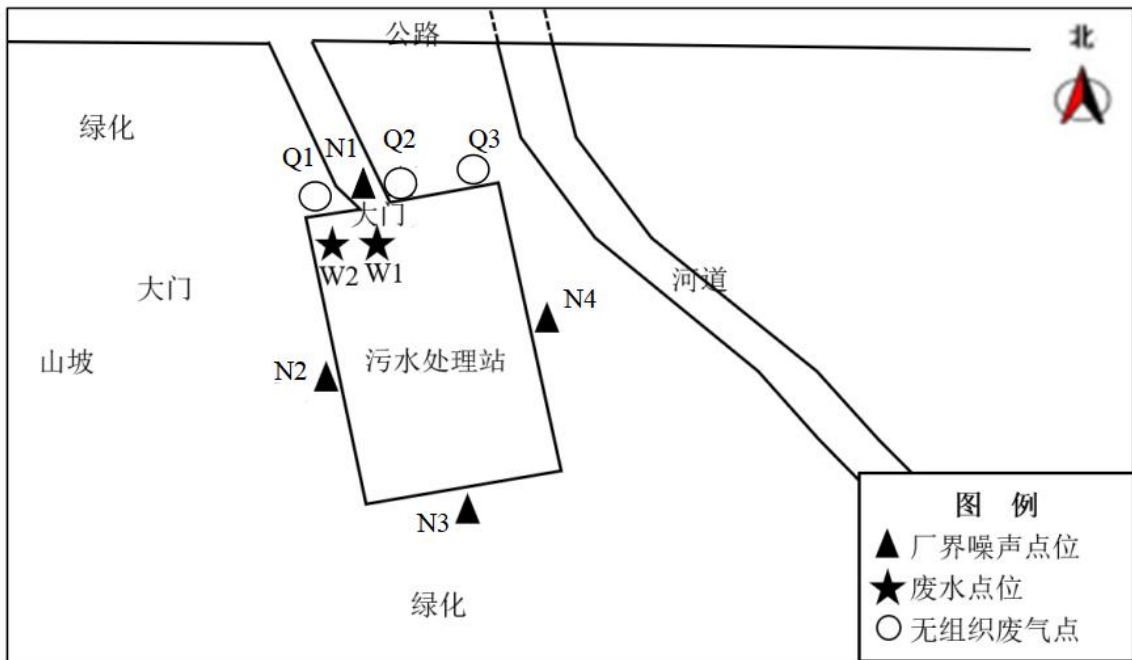 公路
北
绿化
Q1
N1
Q2
Q3
大门
W2
W1
大门
河道
N4
山坡
N2
污水处理站
N3
绿化
图 例
厂界噪声点位
废水点位
无组织废气点